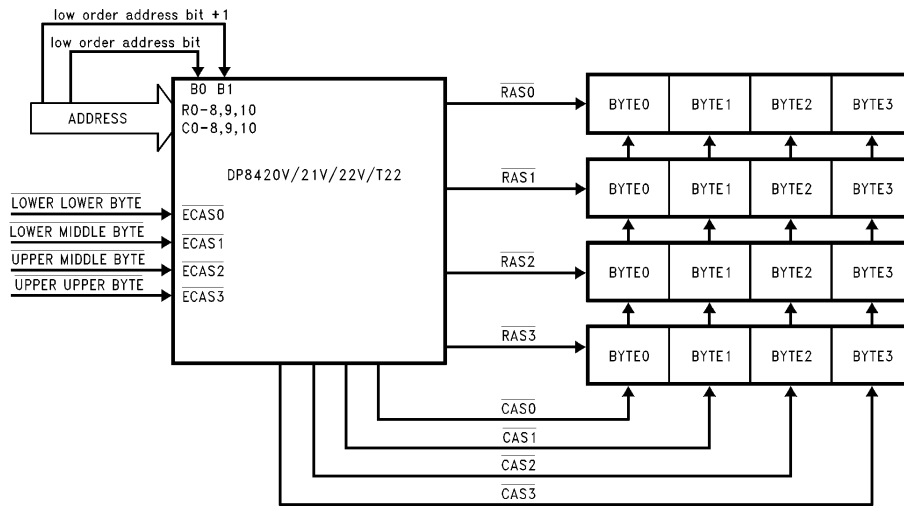 low order address bit +1
low order address bit
B0 B1
R0-8,9,10
C0-8,9,10
ADDRESS
DP8420V/21V/22V/T22
LOWER LOWER BYTE
ECAS0
LOWER MIDDLE BYTE
ECAS1
UPPER MIDDLE BYTE
ECAS2
UPPER UPPER BYTE
ECAS3
RAS0
BYTE0 BYTE1 BYTE2 BYTE3
RAS1
BYTE0 BYTE1 BYTE2 BYTE3
RAS2
BYTE0 BYTE1 BYTE2 BYTE3
RAS3
BYTE0 BYTE1 BYTE2 BYTE3
CAS0
CAS1
CAS2
CAS3